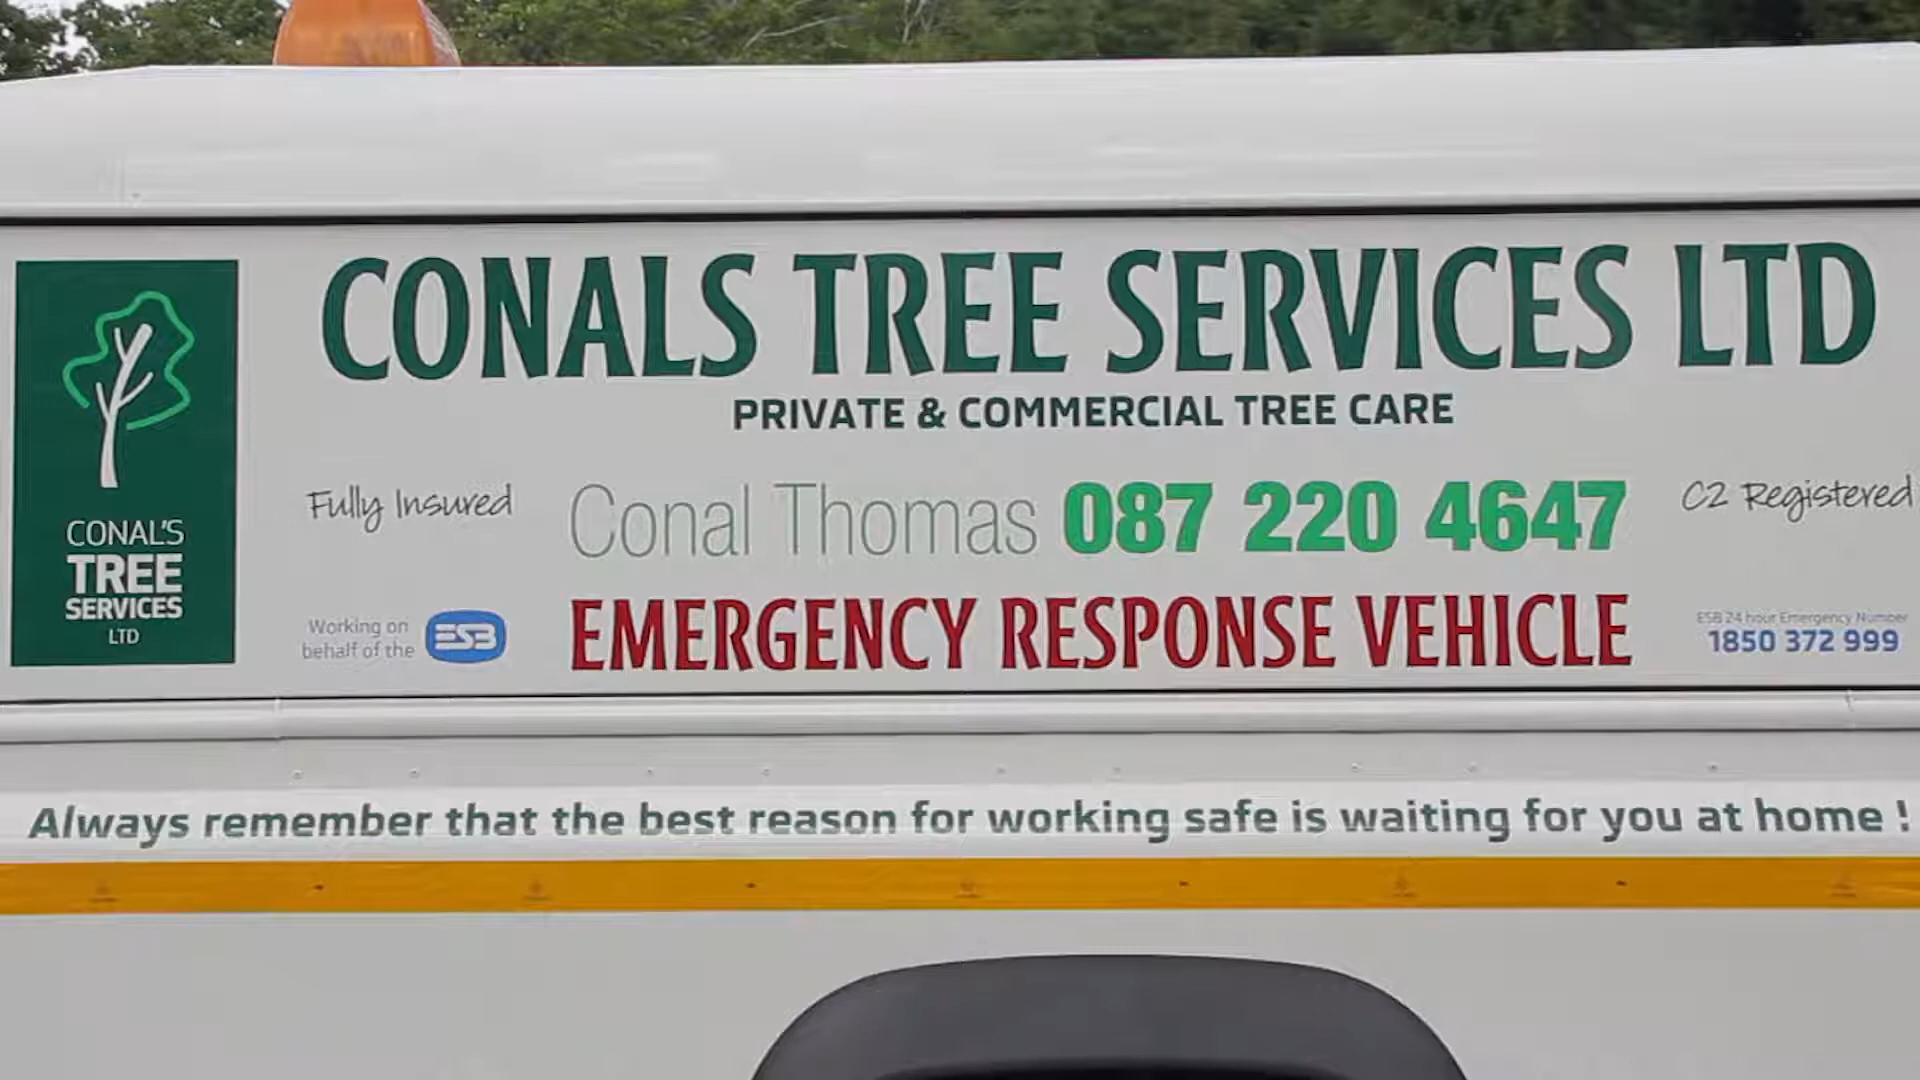 CONALS TREE SERVICES LTD
PRIVATE & COMMERCIAL TREE CARE
CONAL'S
TREE
SERVICES
LTD
Fully Insured
Conal Thomas 087 220 4647
C2 Registered
Working on
behalf of the ESB
EMERGENCY RESPONSE VEHICLE
ESB 24 hour Emergency Number
1850 372 999
Always remember that the best reason for working safe is waiting for you at home !